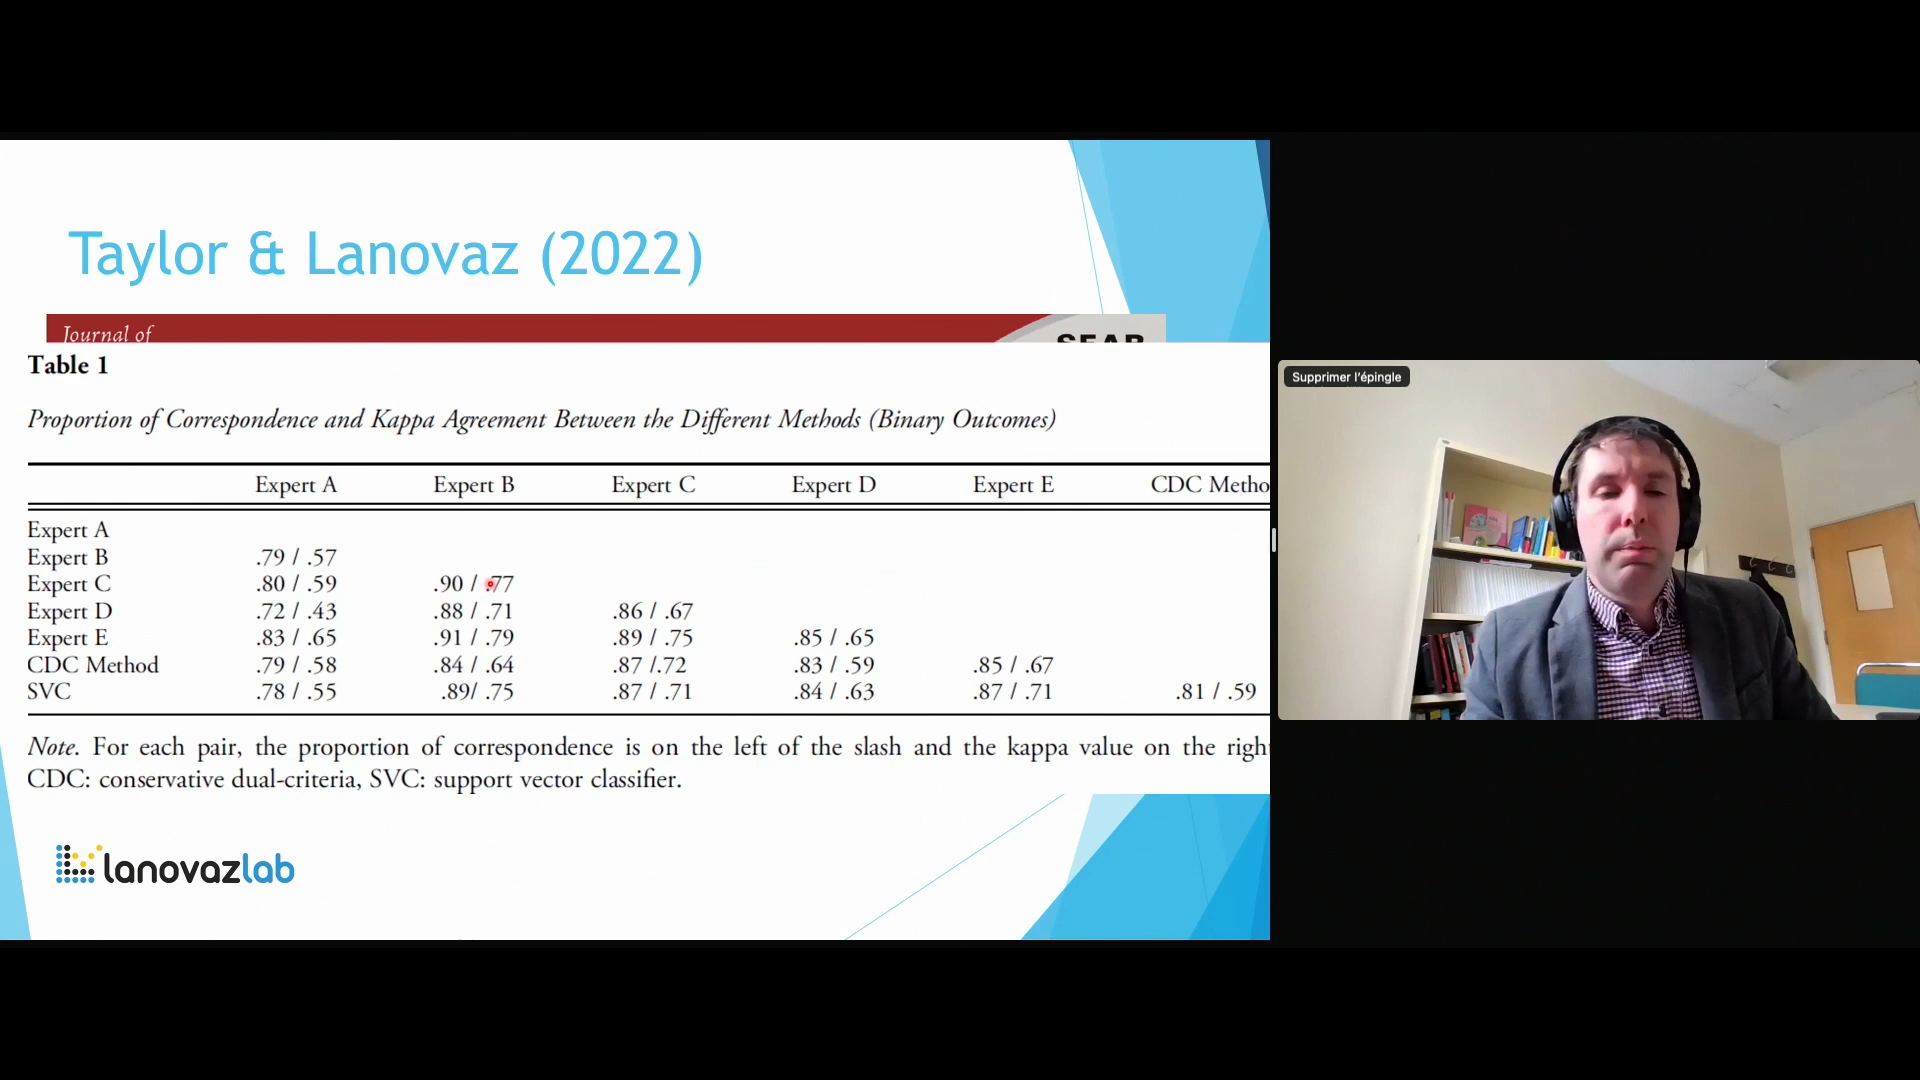 Taylor & Lanovaz (2022)
Journal of
SEAB
Table 1
Proportion of Correspondence and Kappa Agreement Between the Different Methods (Binary Outcomes)
Expert A Expert B Expert C Expert D Expert E CDC Metho
Expert A
Expert B .79 / .57
Expert C .80 / .59 .90 / .77
Expert D .72 / .43 .88 / .71 .86 / .67
Expert E .83 / .65 .91 / .79 .89 / .75 .85 / .65
CDC Method .79 / .58 .84 / .64 .87 /.72 .83 / .59 .85 / .67
SVC .78 / .55 .89/ .75 .87 / .71 .84 / .63 .87 / .71 .81 / .59
Note. For each pair, the proportion of correspondence is on the left of the slash and the kappa value on the righ
CDC: conservative dual-criteria, SVC: support vector classifier.
lanovazlab
Supprimer l'épingle